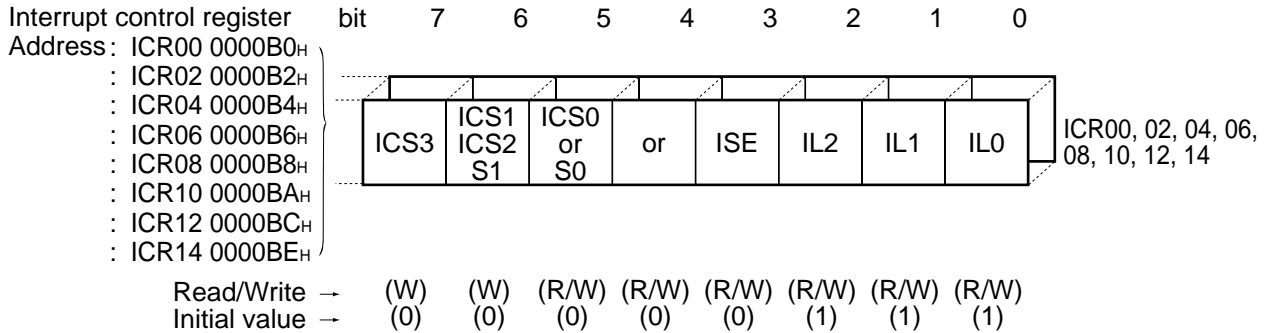 Interrupt control register bit 7 6 5 4 3 2 1 0
Address : ICR00 0000B0H
: ICR02 0000B2H
: ICR04 0000B4H
: ICR06 0000B6H
: ICR08 0000B8H
: ICR10 0000BAH
: ICR12 0000BCH
: ICR14 0000BEH
ICS3
ICS1
ICS2
S1
ICS0
or
S0
or
ISE
IL2
IL1
IL0
ICR00, 02, 04, 06,
08, 10, 12, 14
Read/Write → (W) (W) (R/W) (R/W) (R/W) (R/W) (R/W) (R/W)
Initial value → (0) (0) (0) (0) (0) (1) (1) (1)